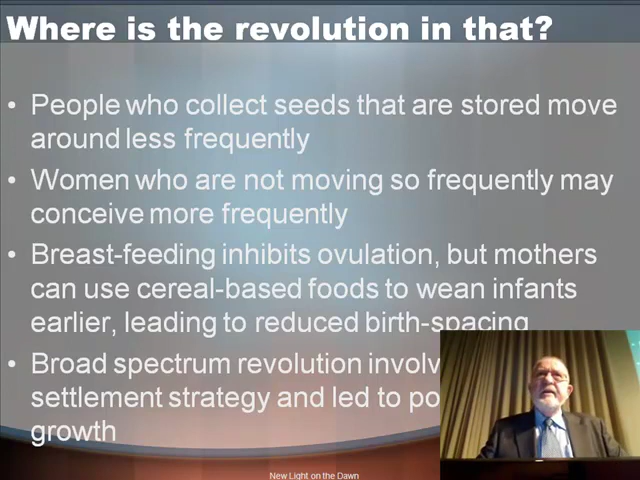 Where is the revolution in that?
• People who collect seeds that are stored move
around less frequently
• Women who are not moving so frequently may
conceive more frequently
• Breast-feeding inhibits ovulation, but mothers
can use cereal-based foods to wean infants
earlier, leading to reduced birth-spacing
• Broad spectrum revolution
settlement strategy and led to
growth
New Light on the Dawn